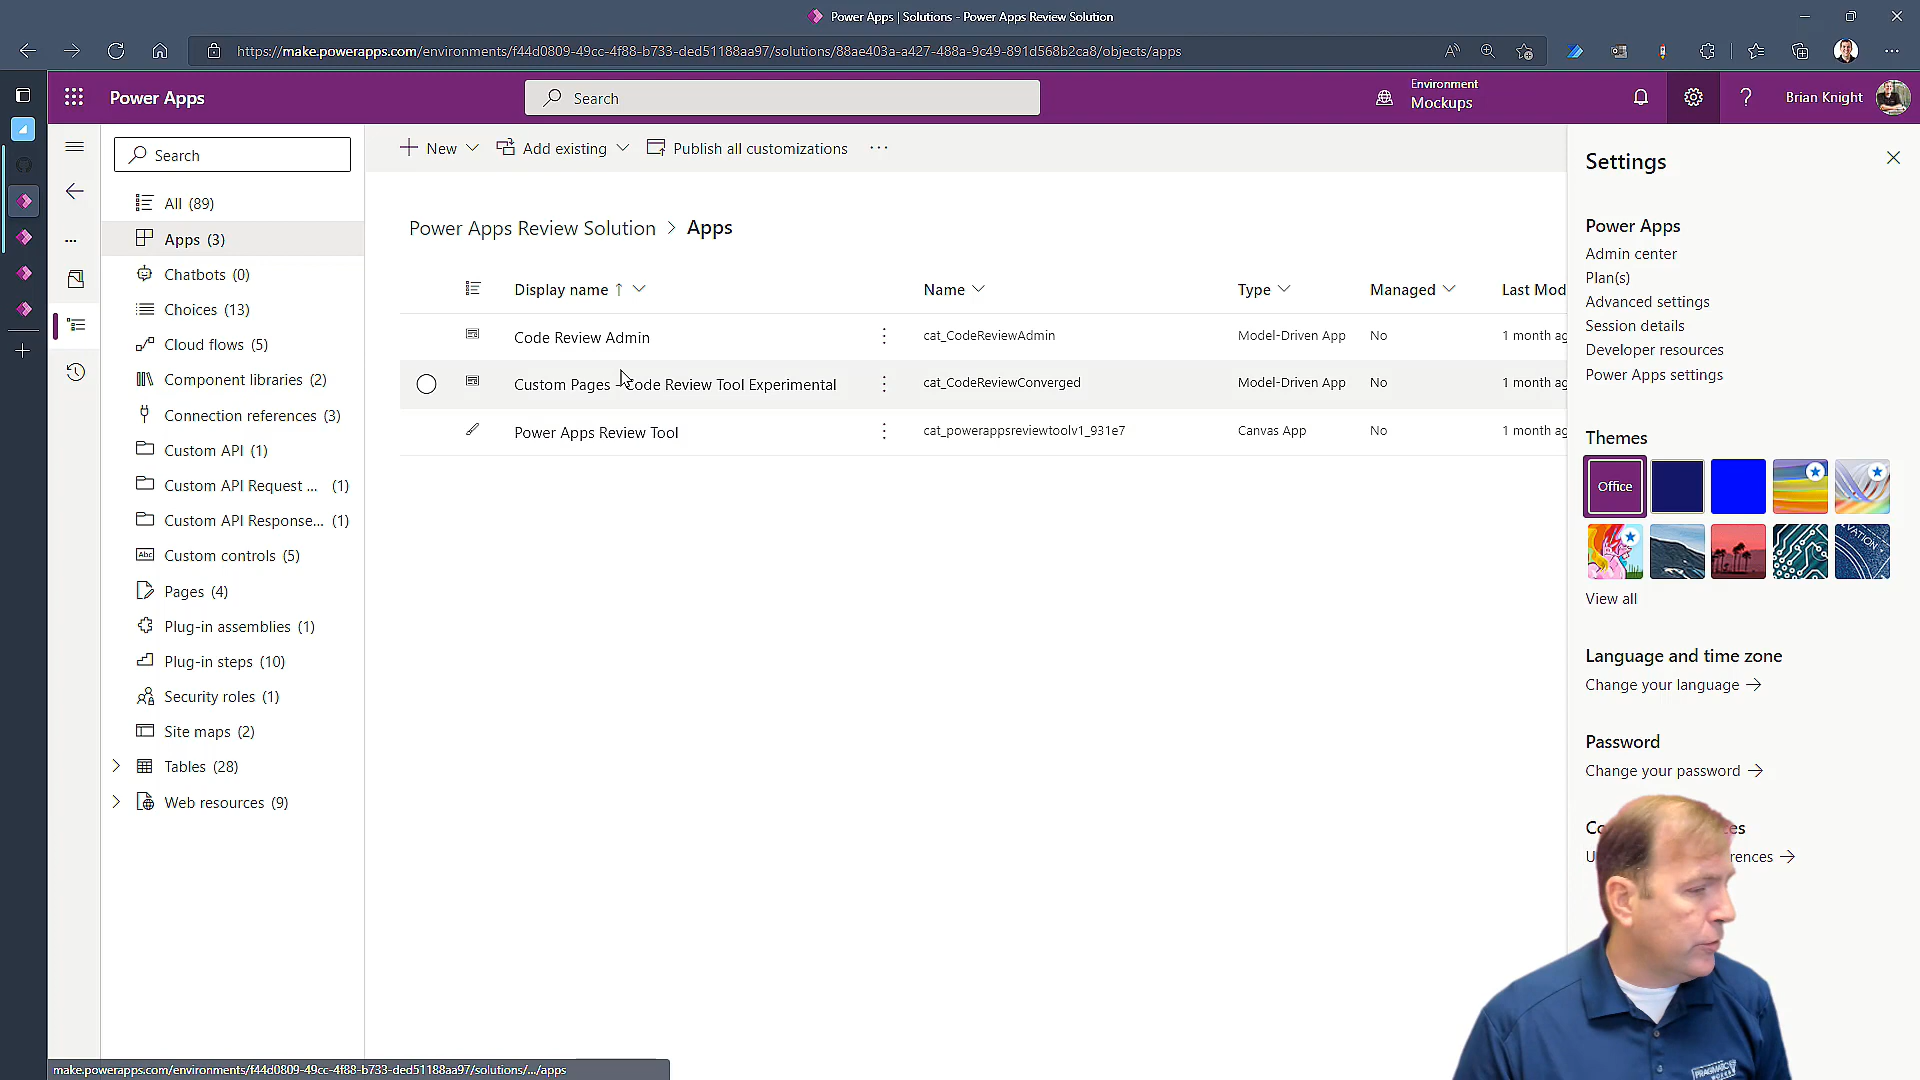 Power Apps | Solutions - Power Apps Review Solution
https://make.powerapps.com/environments/f44d0809-49cc-4f88-b733-ded51188aa97/solutions/88ae403a-a427-488a-9c49-891d568b2ca8/objects/apps
Power Apps
Search
Environment
Mockups
?
Brian Knight
Search
New
Add existing
Publish all customizations
Settings
All (89)
Apps (3)
Chatbots (0)
Choices (13)
Cloud flows (5)
Component libraries (2)
Connection references (3)
Custom API (1)
Custom API Request ... (1)
Custom API Response... (1)
Abc Custom controls (5)
Pages (4)
Plug-in assemblies (1)
Plug-in steps (10)
Security roles (1)
Site maps (2)
Tables (28)
Web resources (9)
Power Apps Review Solution > Apps
Display name ↑ Name Type Managed Last Mod
Code Review Admin cat_CodeReviewAdmin Model-Driven App No 1 month ag
Custom Pages - Code Review Tool Experimental cat_CodeReviewConverged Model-Driven App No 1 month ag
Power Apps Review Tool cat_powerappsreviewtoolv1_931e7 Canvas App No 1 month ag
Power Apps
Admin center
Plan(s)
Advanced settings
Session details
Developer resources
Power Apps settings
Themes
Office
VATION
View all
Language and time zone
Change your language →
Password
Change your password →
Co es
U rences →
PRAGMATIC
WORKS
make.powerapps.com/environments/f44d0809-49cc-4f88-b733-ded51188aa97/solutions/.../apps